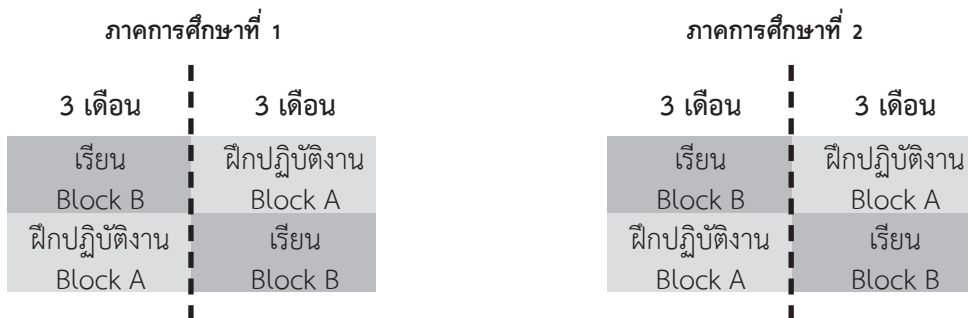 ภาคการศึกษาที่ 1
3 เดือน
3 เดือน
เรียน
Block B
ฝึกปฏิบัติงาน
Block A
ฝึกปฏิบัติงาน
Block A
เรียน
Block B
ภาคการศึกษาที่ 2
3 เดือน
3 เดือน
เรียน
Block B
ฝึกปฏิบัติงาน
Block A
ฝึกปฏิบัติงาน
Block A
เรียน
Block B